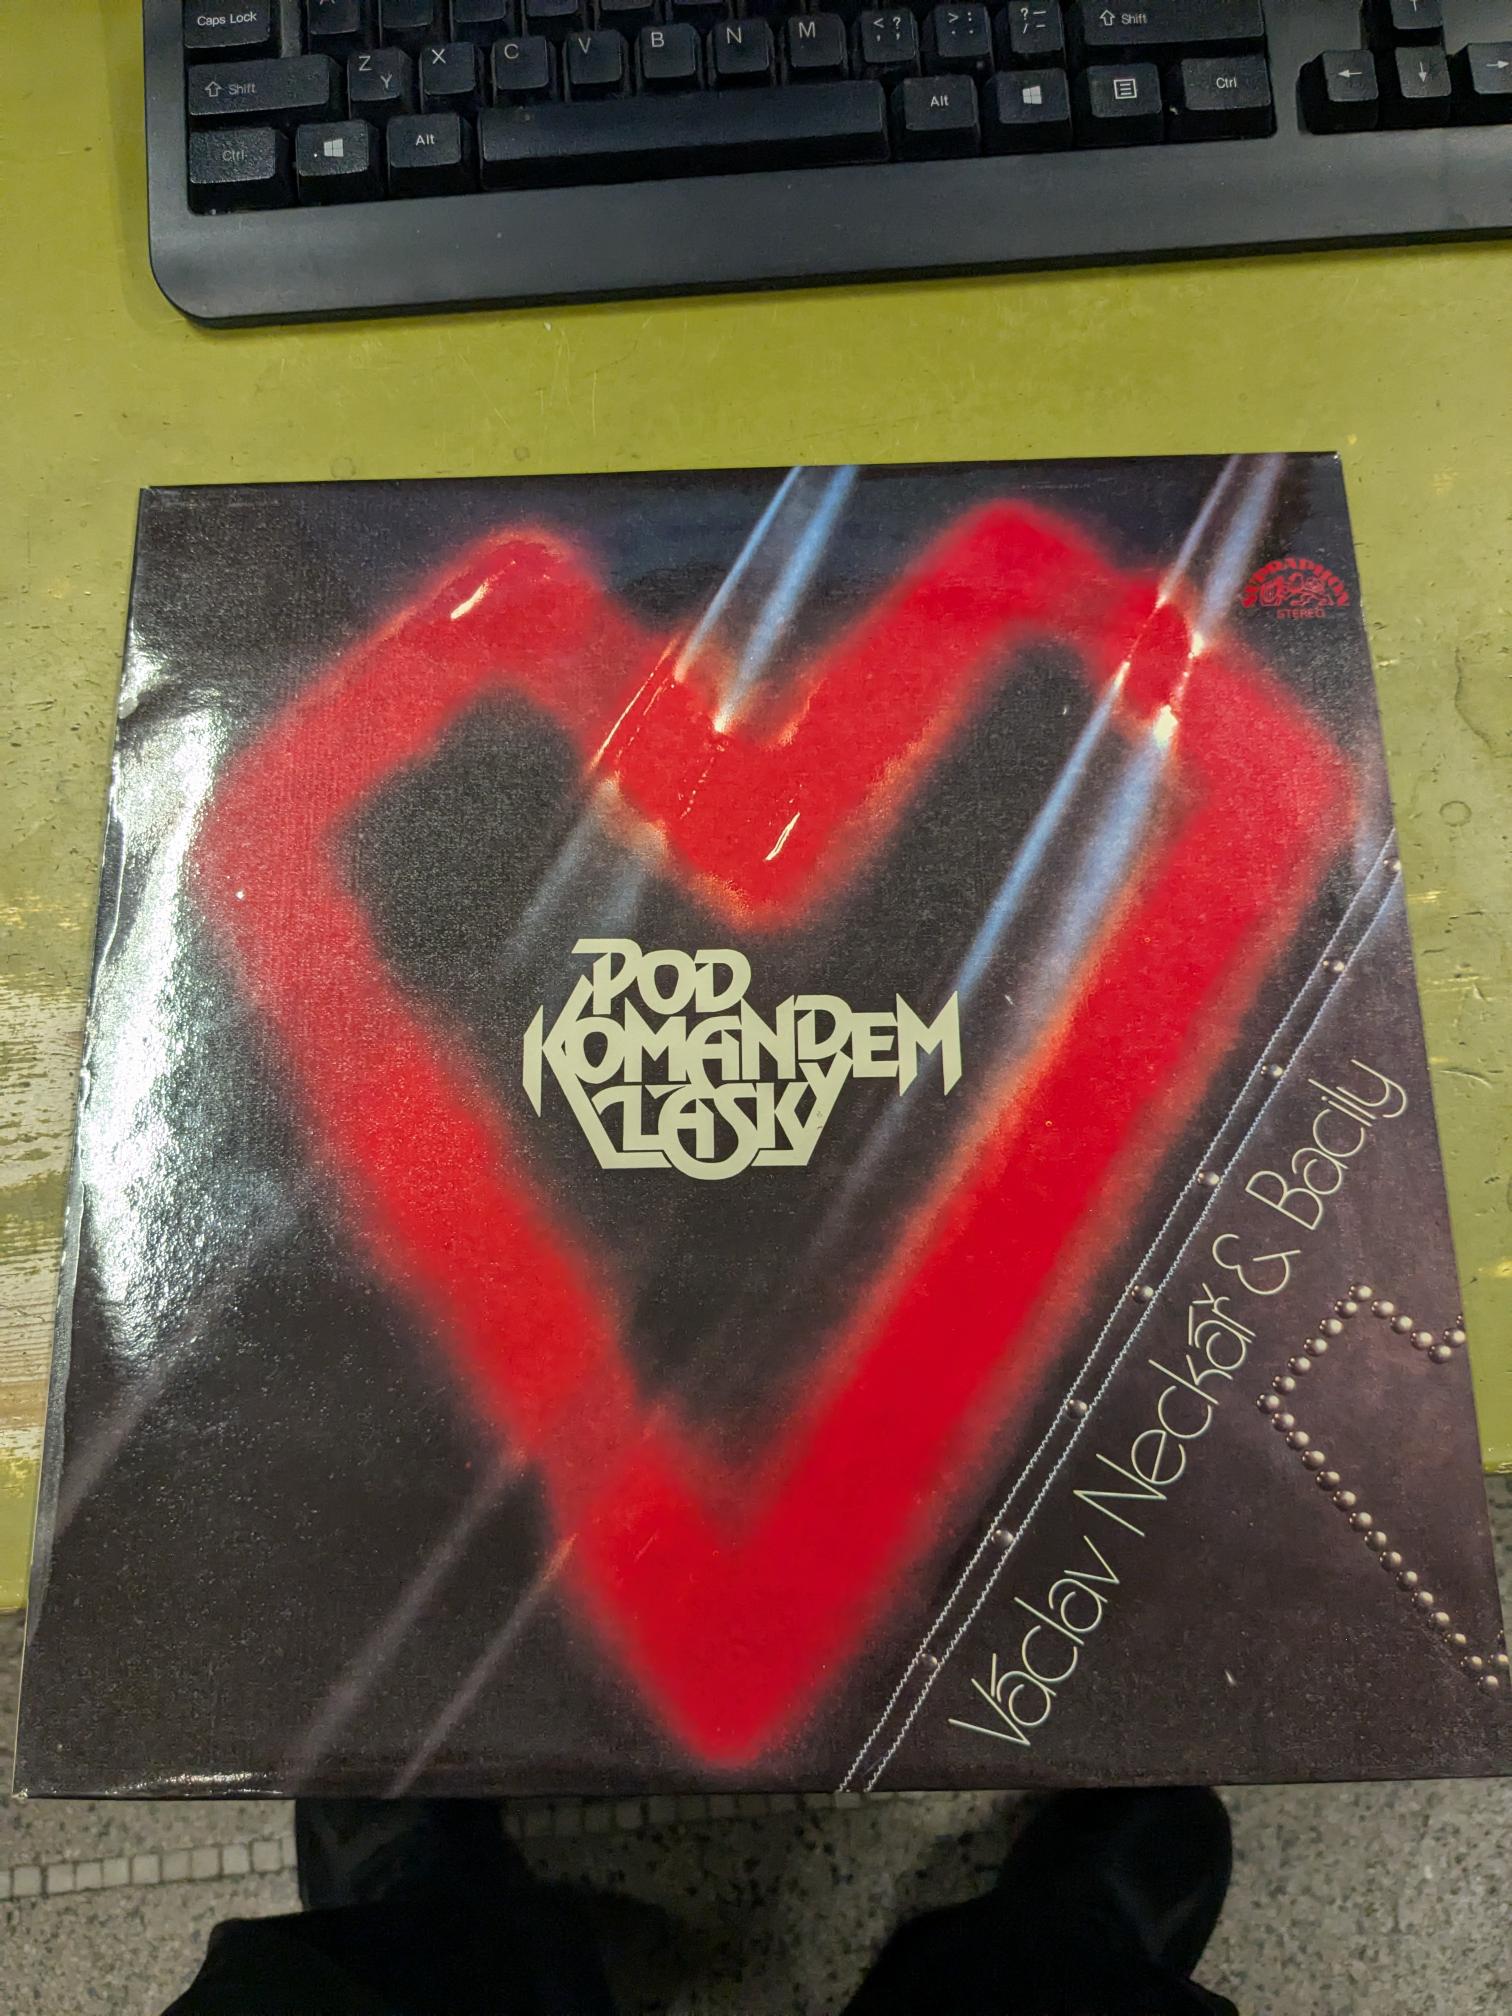 Caps Lock
A
Shift
Z
Y
X
C
V
B
N
M
< ?
, ;
> :
. :
? _
/ -
Shift
Ctrl
Alt
Alt
Ctrl
SUPRAPHON
STEREO
POD
KOMANDEM
LÁSKY
Václav Neckář & Bacily